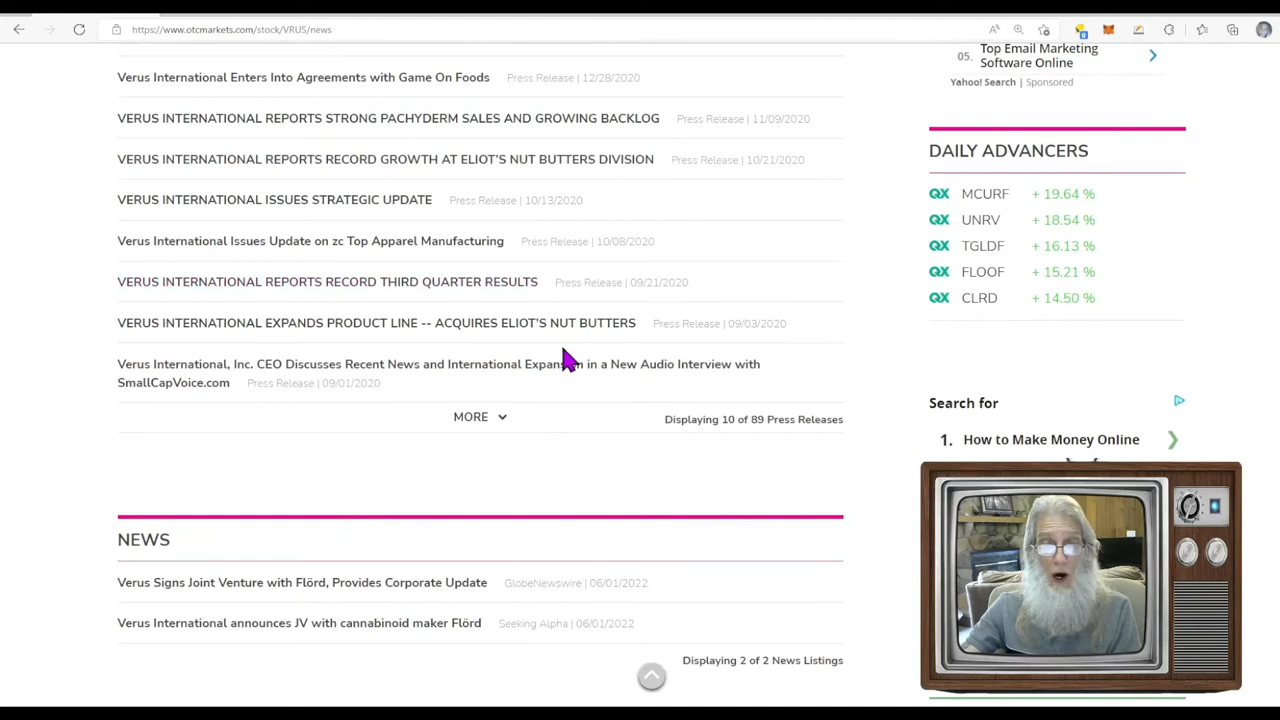 https://www.otcmarkets.com/stock/VRUS/news
Verus International Enters Into Agreements with Game On Foods Press Release | 12/28/2020
VERUS INTERNATIONAL REPORTS STRONG PACHYDERM SALES AND GROWING BACKLOG Press Release | 11/09/2020
VERUS INTERNATIONAL REPORTS RECORD GROWTH AT ELIOT'S NUT BUTTERS DIVISION Press Release | 10/21/2020
VERUS INTERNATIONAL ISSUES STRATEGIC UPDATE Press Release | 10/13/2020
Verus International Issues Update on zc Top Apparel Manufacturing Press Release | 10/08/2020
VERUS INTERNATIONAL REPORTS RECORD THIRD QUARTER RESULTS Press Release | 09/21/2020
VERUS INTERNATIONAL EXPANDS PRODUCT LINE -- ACQUIRES ELIOT'S NUT BUTTERS Press Release | 09/03/2020
Verus International, Inc. CEO Discusses Recent News and International Expansion in a New Audio Interview with
SmallCapVoice.com Press Release | 09/01/2020
MORE Displaying 10 of 89 Press Releases
NEWS
Verus Signs Joint Venture with Flörd, Provides Corporate Update GlobeNewswire | 06/01/2022
Verus International announces JV with cannabinoid maker Flörd Seeking Alpha | 06/01/2022
Displaying 2 of 2 News Listings
05. Top Email Marketing
Software Online
Yahoo! Search | Sponsored
DAILY ADVANCERS
QX MCURF + 19.64 %
QX UNRV + 18.54 %
QX TGLDF + 16.13 %
QX FLOOF + 15.21 %
QX CLRD + 14.50 %
Search for
1. How to Make Money Online